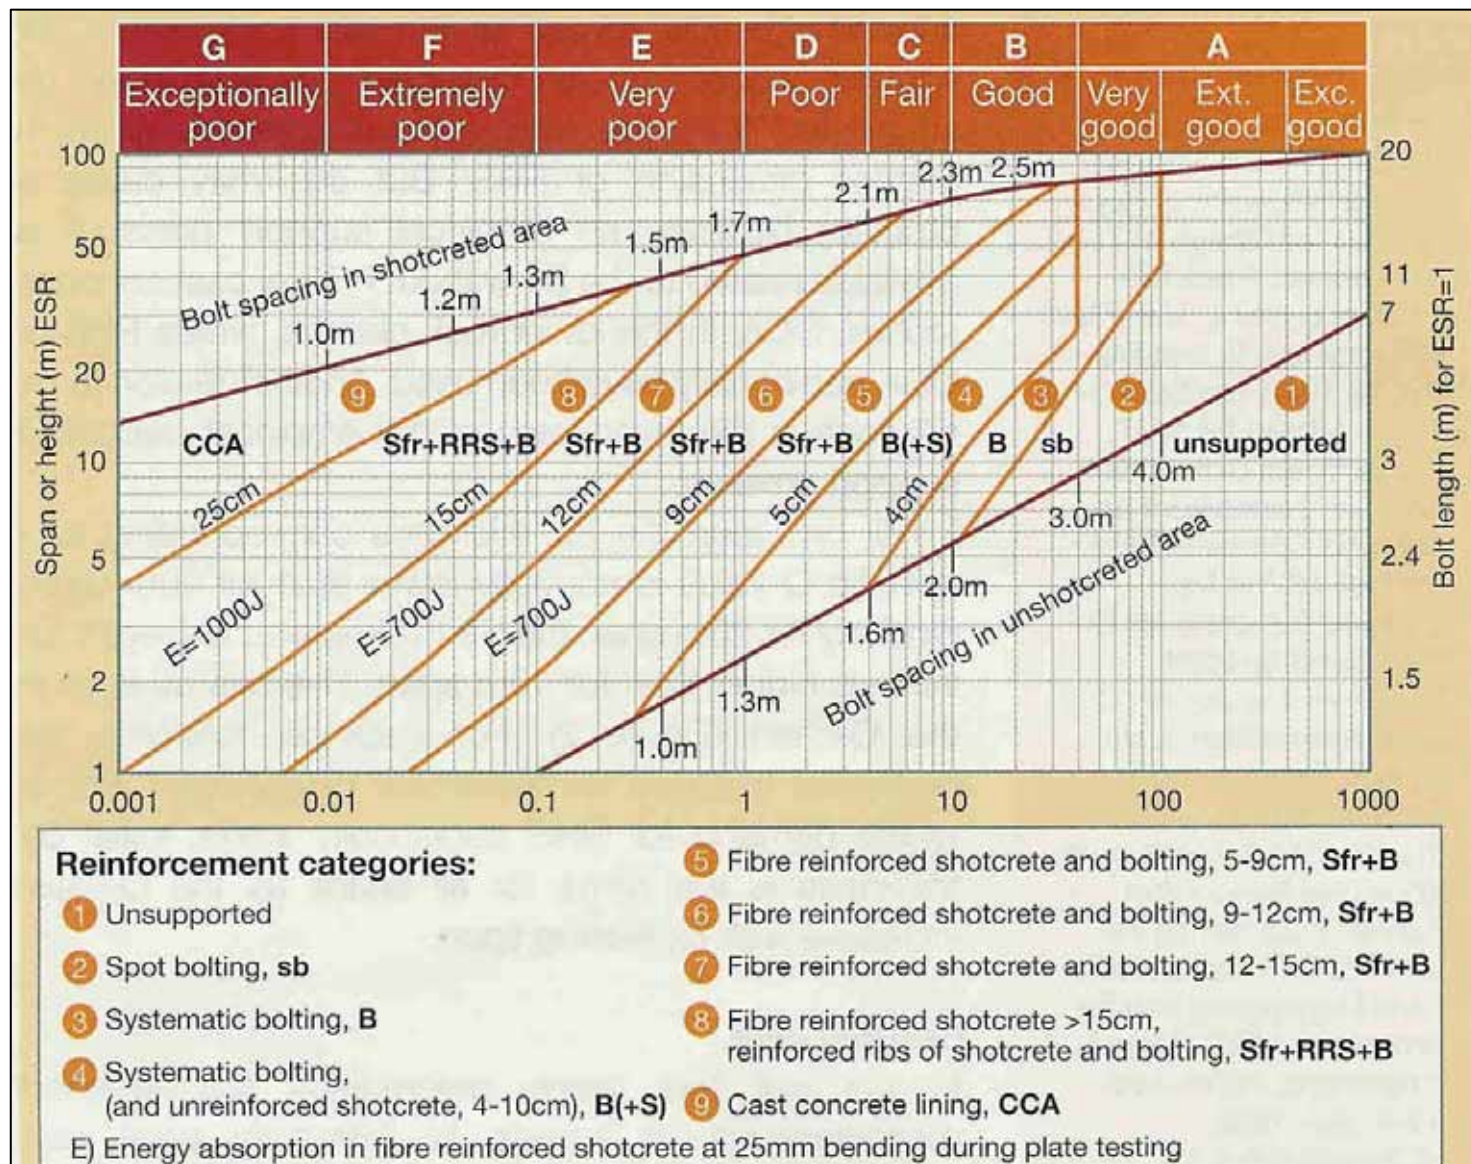 G F E D C B A
Exceptionally poor Extremely poor Very poor Poor Fair Good Very good Ext. good Exc. good
100 50 20 10 5 2 1
Span or height (m) ESR
20 11 7 3 2.4 1.5
Bolt length (m) for ESR=1
Bolt spacing in shotcreted area
1.0m 1.2m 1.3m 1.5m 1.7m 2.1m 2.3m 2.5m
9 8 7 6 5 4 3 2 1
CCA Sfr+RRS+B Sfr+B Sfr+B Sfr+B B(+S) B sb unsupported
25cm 15cm 12cm 9cm 5cm 4cm
E=1000J E=700J E=700J
1.0m 1.3m 1.6m 2.0m 3.0m 4.0m
Bolt spacing in unshotcreted area
0.001 0.01 0.1 1 10 100 1000
Reinforcement categories:
1 Unsupported
2 Spot bolting, sb
3 Systematic bolting, B
4 Systematic bolting,
(and unreinforced shotcrete, 4-10cm), B(+S)
5 Fibre reinforced shotcrete and bolting, 5-9cm, Sfr+B
6 Fibre reinforced shotcrete and bolting, 9-12cm, Sfr+B
7 Fibre reinforced shotcrete and bolting, 12-15cm, Sfr+B
8 Fibre reinforced shotcrete >15cm,
reinforced ribs of shotcrete and bolting, Sfr+RRS+B
9 Cast concrete lining, CCA
E) Energy absorption in fibre reinforced shotcrete at 25mm bending during plate testing